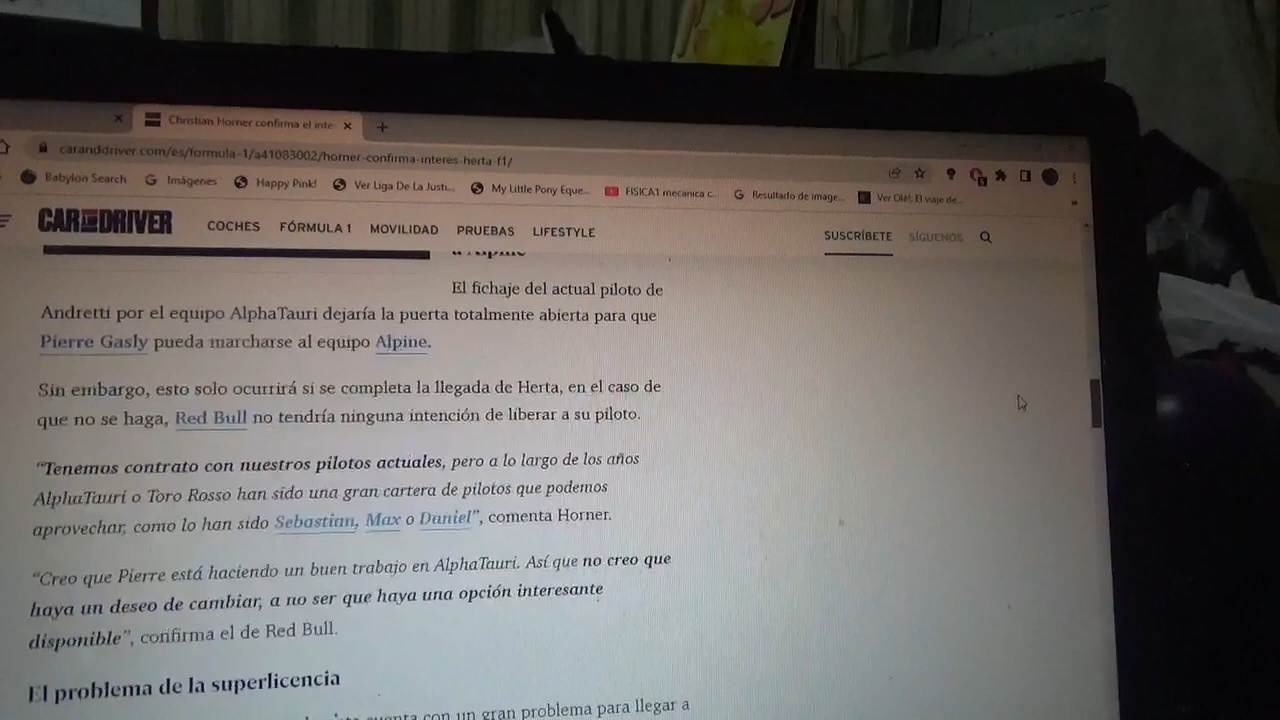 Christian Horner confirma el inte
caranddriver.com/es/formula-1/a41083002/horner-confirma-interes-herta-f1/
Babylon Search Imágenes Happy Pink! Ver Liga De La Justi... My Little Pony Eque... FISICA1 mecanica c... Resultado de image... Ver Olé!. El viaje de...
CAR AND DRIVER COCHES FÓRMULA 1 MOVILIDAD PRUEBAS LIFESTYLE SUSCRÍBETE SÍGUENOS
El fichaje del actual piloto de
Andretti por el equipo AlphaTauri dejaría la puerta totalmente abierta para que
Pierre Gasly pueda marcharse al equipo Alpine.
Sin embargo, esto solo ocurrirá si se completa la llegada de Herta, en el caso de
que no se haga, Red Bull no tendría ninguna intención de liberar a su piloto.
“Tenemos contrato con nuestros pilotos actuales, pero a lo largo de los años
AlphaTauri o Toro Rosso han sido una gran cartera de pilotos que podemos
aprovechar, como lo han sido Sebastian, Max o Daniel”, comenta Horner.
“Creo que Pierre está haciendo un buen trabajo en AlphaTauri. Así que no creo que
haya un deseo de cambiar, a no ser que haya una opción interesante
disponible”, confirma el de Red Bull.
El problema de la superlicencia
cuenta con un gran problema para llegar a